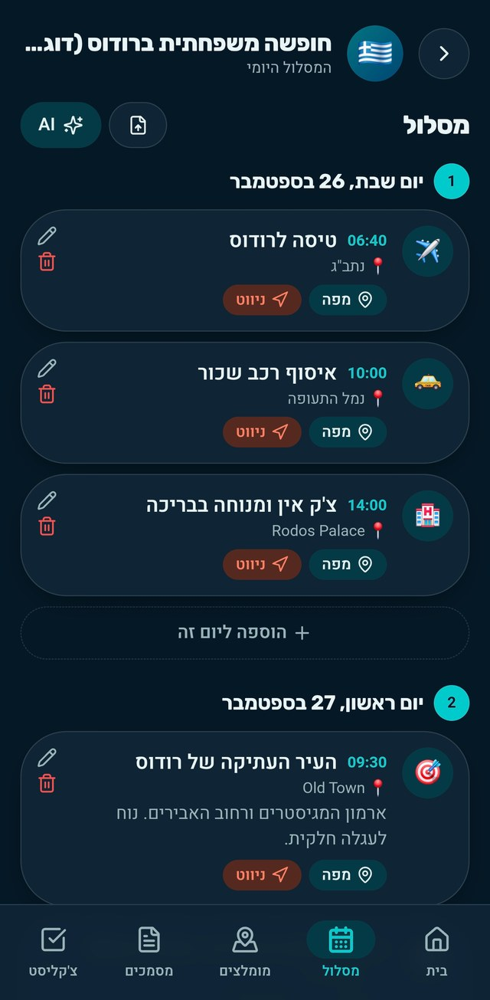 חופשה משפחתית ברודוס (דוג...
המסלול היומי
מסלול
AI
1
יום שבת, 26 בספטמבר
06:40 טיסה לרודוס
נתב"ג
מפה
ניווט
10:00 איסוף רכב שכור
נמל התעופה
מפה
ניווט
14:00 צ'ק אין ומנוחה בבריכה
Rodos Palace
מפה
ניווט
+ הוספה ליום זה
2
יום ראשון, 27 בספטמבר
09:30 העיר העתיקה של רודוס
Old Town
ארמון המגיסטרים ורחוב האבירים. נוח
לעגלה חלקית.
מפה
ניווט
בית
מסלול
מומלצים
מסמכים
צ'קליסט